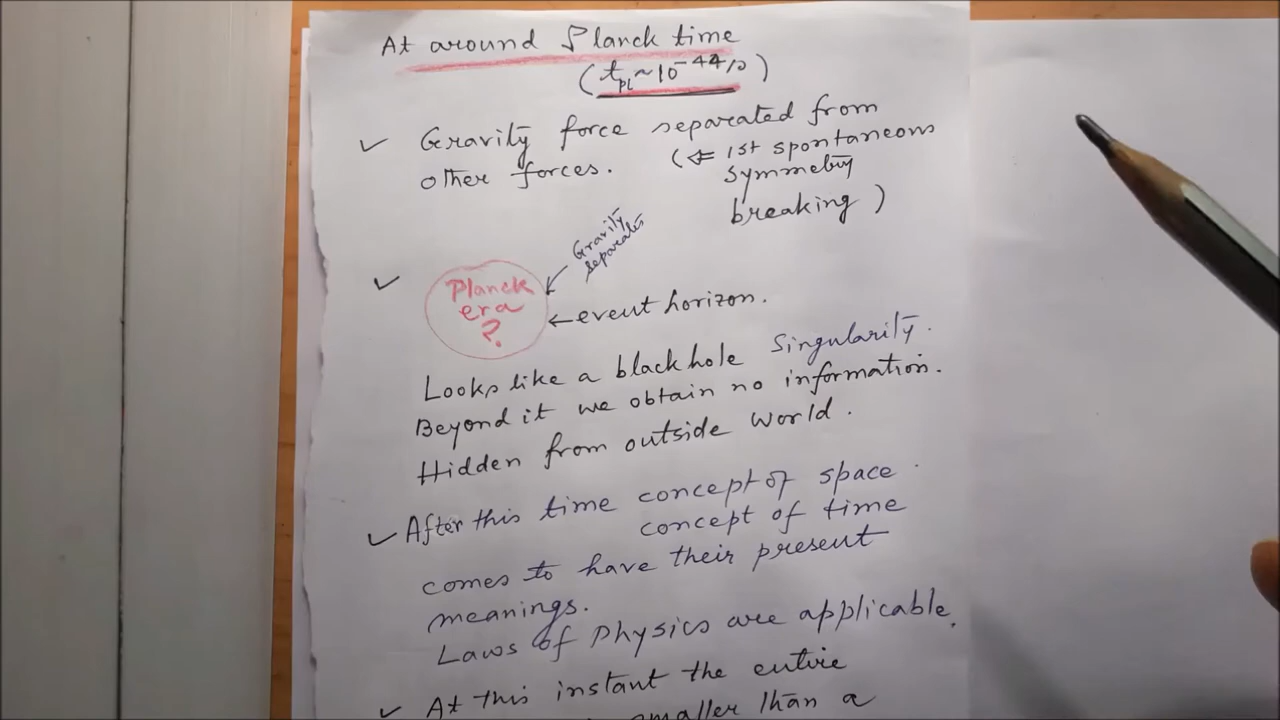 At around Planck time
(t_pl ~ 10^-44 s)
✓ Gravity force separated from
other forces. (⇐ 1st spontaneous
symmetry
breaking)
✓ Planck
era
?
Gravity
separates
← event horizon.
Looks like a blackhole singularity.
Beyond it we obtain no information.
Hidden from outside world.
✓ After this time concept of space
concept of time
comes to have their present
meanings.
Laws of physics are applicable.
✓ At this instant the entire
smaller than a